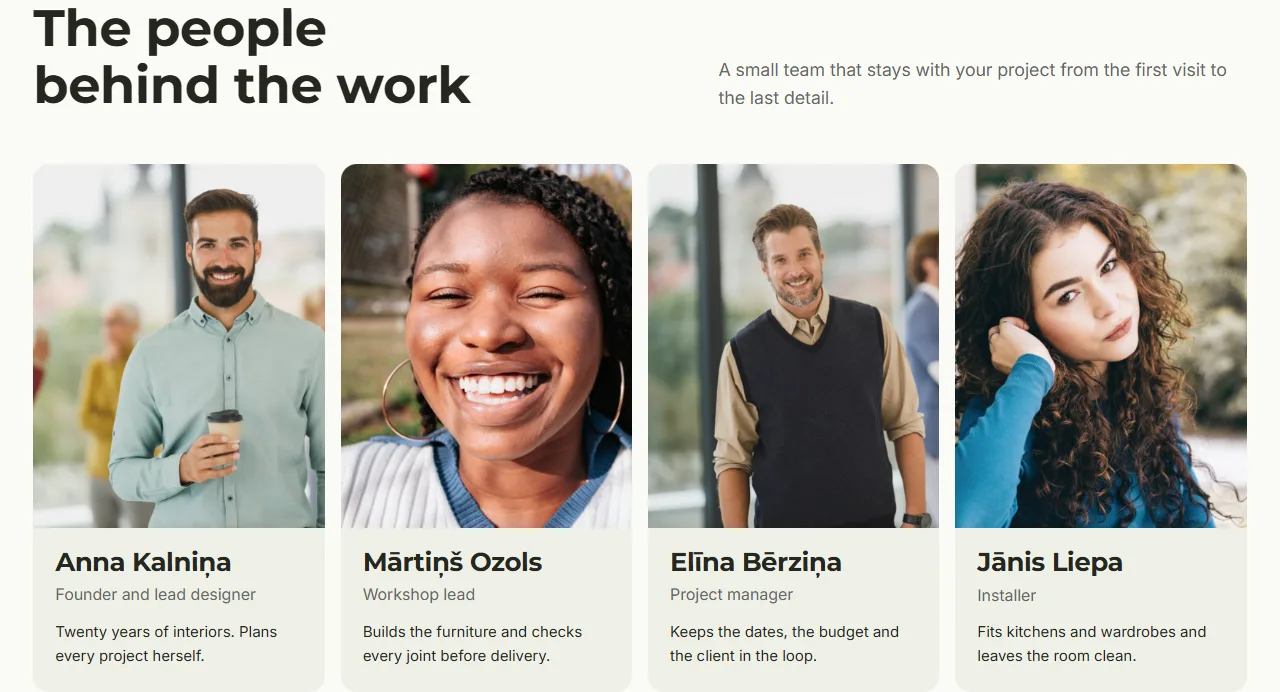 The people
behind the work
A small team that stays with your project from the first visit to
the last detail.
Anna Kalniņa
Founder and lead designer
Twenty years of interiors. Plans
every project herself.
Mārtiņš Ozols
Workshop lead
Builds the furniture and checks
every joint before delivery.
Elīna Bērziņa
Project manager
Keeps the dates, the budget and
the client in the loop.
Jānis Liepa
Installer
Fits kitchens and wardrobes and
leaves the room clean.